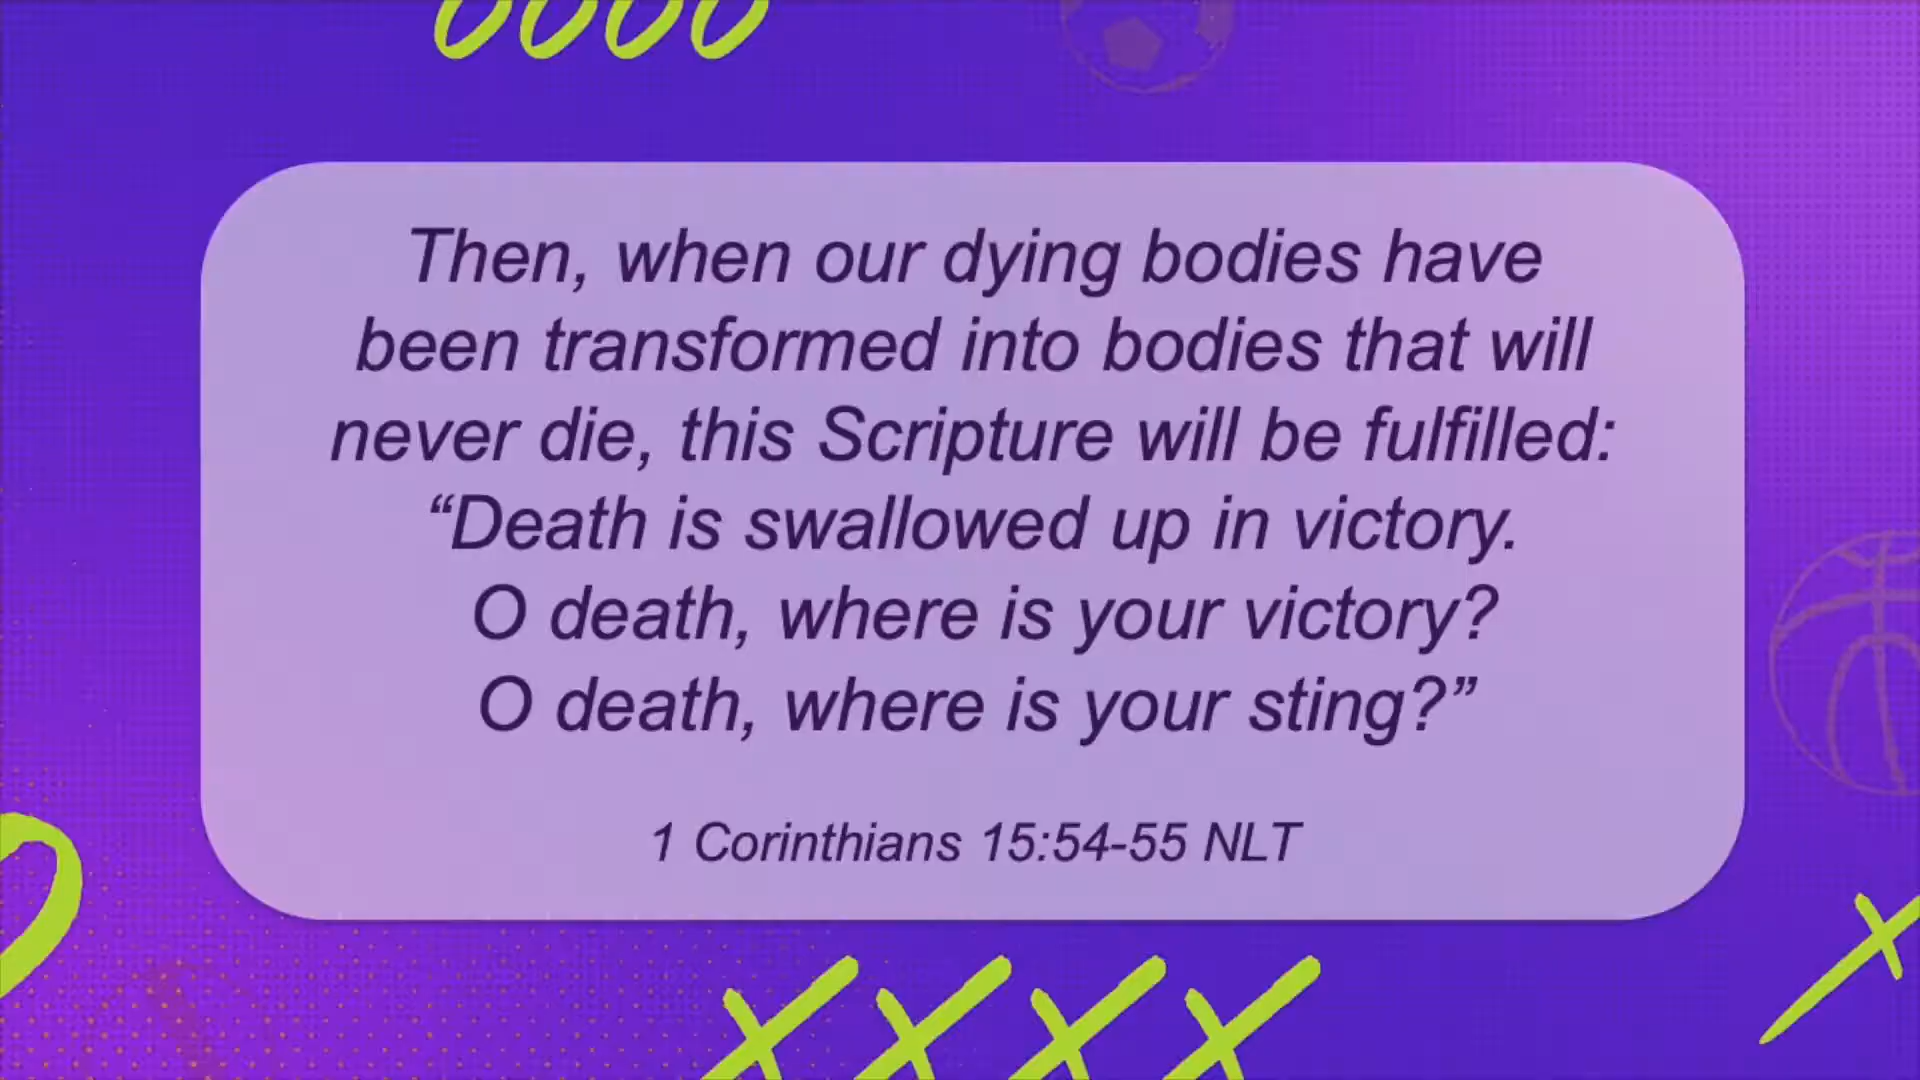 Then, when our dying bodies have
been transformed into bodies that will
never die, this Scripture will be fulfilled:
“Death is swallowed up in victory.
O death, where is your victory?
O death, where is your sting?”
1 Corinthians 15:54-55 NLT